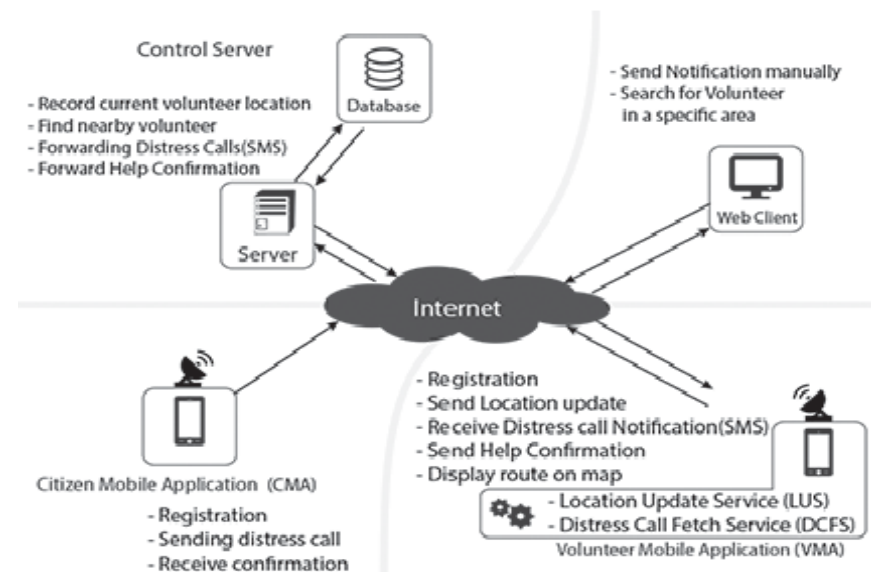 Control Server
- Record current volunteer location
- Find nearby volunteer
- Forwarding Distress Calls(SMS)
- Forward Help Confirmation
Database
Server
- Send Notification manually
- Search for Volunteer
in a specific area
Web Client
Internet
Citizen Mobile Application (CMA)
- Registration
- Sending distress call
- Receive confirmation
- Registration
- Send Location update
- Receive Distress call Notification(SMS)
- Send Help Confirmation
- Display route on map
- Location Update Service (LUS)
- Distress Call Fetch Service (DCFS)
Volunteer Mobile Application (VMA)